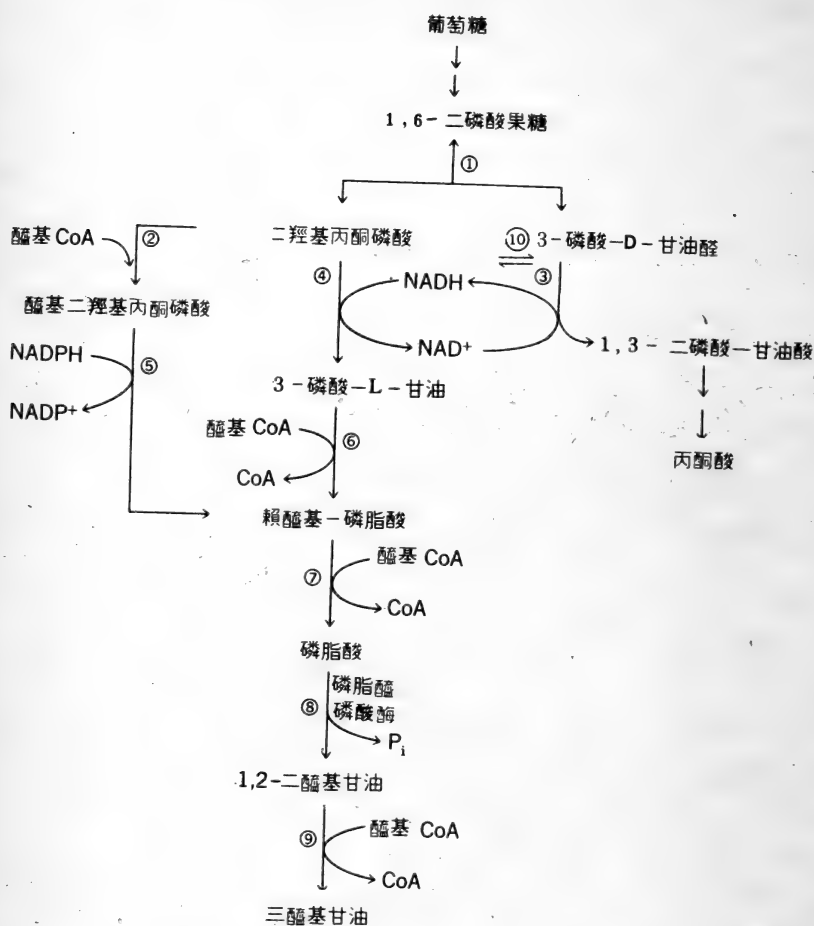 葡萄糖
1,6-二磷酸果糖
①
醯基 CoA
②
二羥基丙酮磷酸
⑩
3-磷酸-D-甘油醛
④
NADH
③
醯基二羥基丙酮磷酸
NAD+
1,3-二磷酸-甘油酸
NADPH
⑤
3-磷酸-L-甘油
NADP+
醯基 CoA
⑥
CoA
丙酮酸
賴醯基-磷脂酸
⑦
醯基 CoA
CoA
磷脂酸
磷脂醯
⑧
磷酸酶
Pi
1,2-二醯基甘油
⑨
醯基 CoA
CoA
三醯基甘油